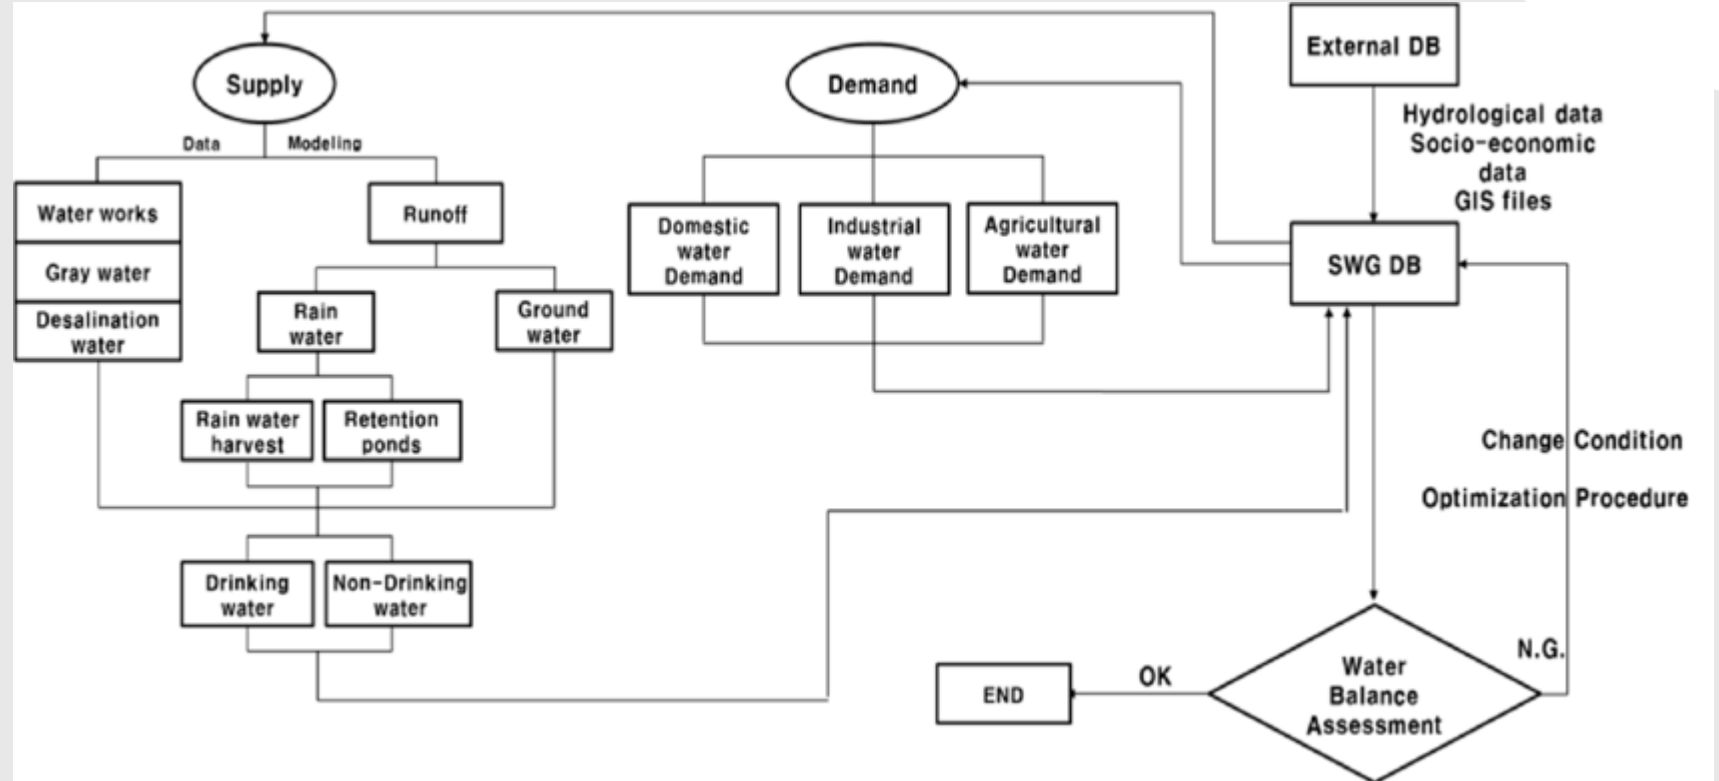 External DB
Supply
Demand
Hydrological data
Socio-economic
data
GIS files
Data
Modeling
Water works
Runoff
Domestic
water
Demand
Industrial
water
Demand
Agricultural
water
Demand
SWG DB
Gray water
Desalination
water
Rain
water
Ground
water
Rain water
harvest
Retention
ponds
Change Condition
Optimization Procedure
Drinking
water
Non-Drinking
water
N.G.
OK
END
Water
Balance
Assessment